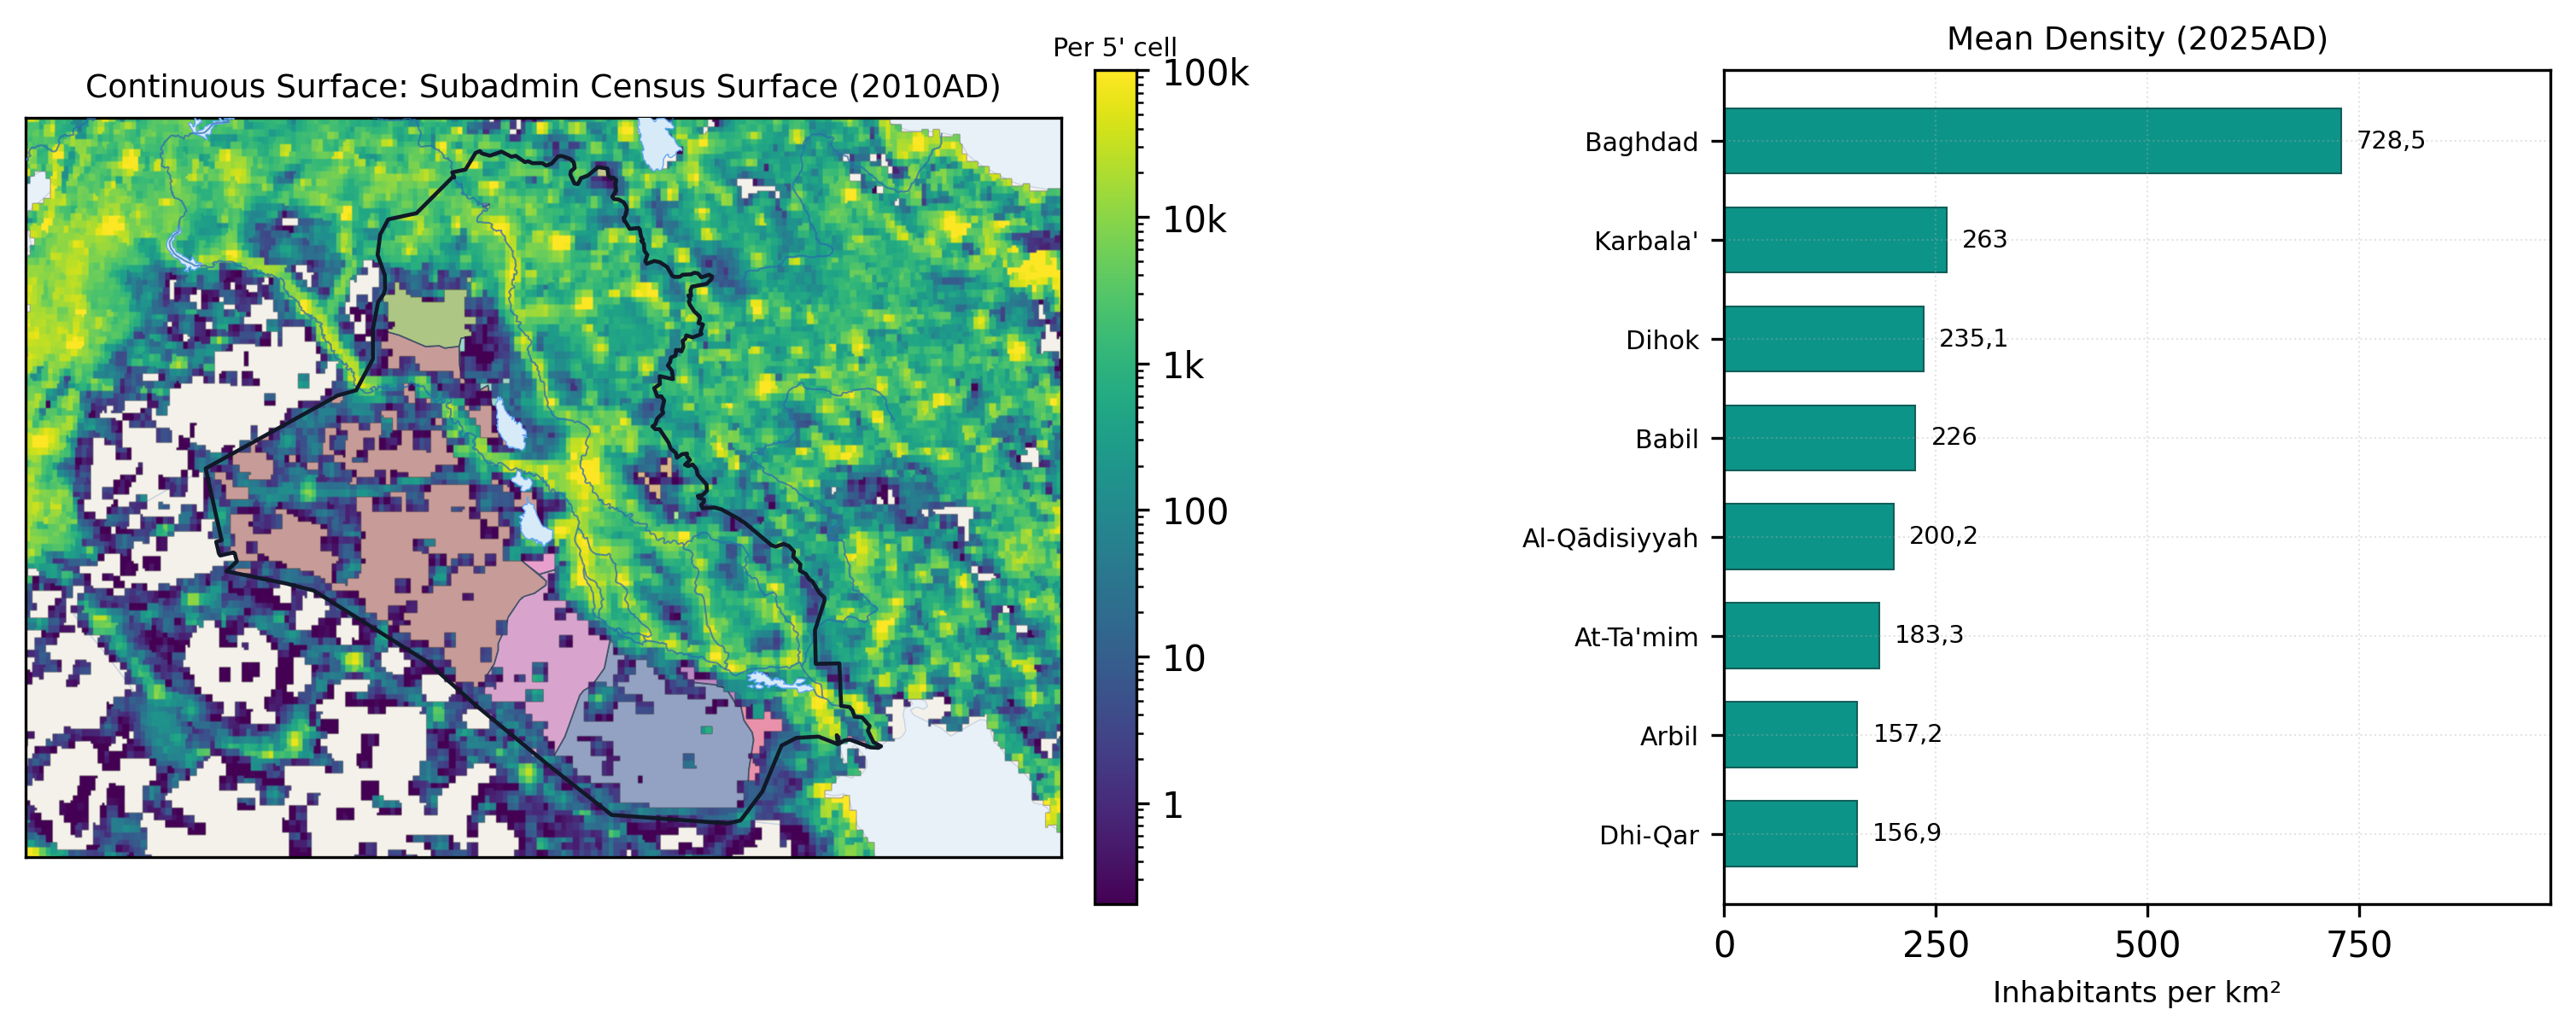 Continuous Surface: Subadmin Census Surface (2010AD)
Per 5' cell
100k
10k
1k
100
10
1
Mean Density (2025AD)
Baghdad
728,5
Karbala'
263
Dihok
235,1
Babil
226
Al-Qādisiyyah
200,2
At-Ta'mim
183,3
Arbil
157,2
Dhi-Qar
156,9
0
250
500
750
Inhabitants per km²